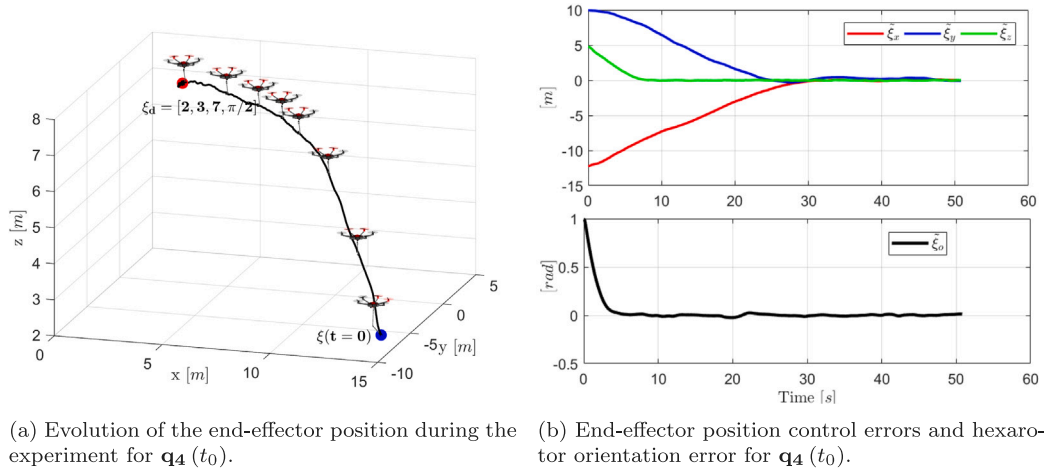 8
7
6
5
4
3
2
z [m]
0
5
10
15
x [m]
-10
-5
0
5
y [m]
ξd = [2, 3, 7, π/2]
ξ(t = 0)
10
5
0
-5
-10
-15
[m]
0 10 20 30 40 50 60
ξ̃x ξ̃y ξ̃z
1
0.5
0
-0.5
[rad]
0 10 20 30 40 50 60
Time [s]
ξ̃o
(a) Evolution of the end-effector position during the
experiment for q4 (t0).
(b) End-effector position control errors and hexaro-
tor orientation error for q4 (t0).